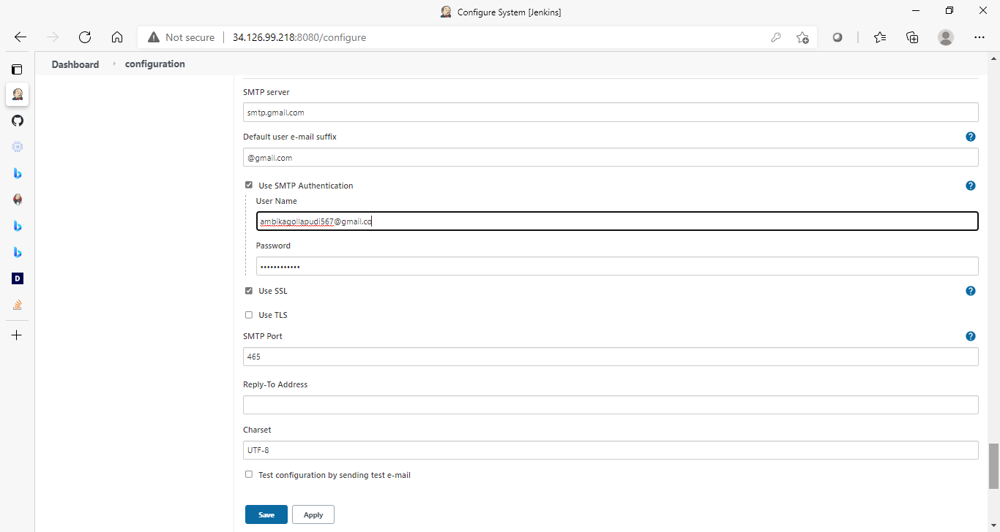 Configure System [Jenkins]
Not secure 34.126.99.218:8080/configure
Dashboard configuration
SMTP server
smtp.gmail.com
Default user e-mail suffix
?
@gmail.com
Use SMTP Authentication
?
User Name
ambikagollapudi567@gmail.co
Password
••••••••••••
Use SSL
?
Use TLS
SMTP Port
?
465
Reply-To Address
Charset
UTF-8
Test configuration by sending test e-mail
Save Apply
D